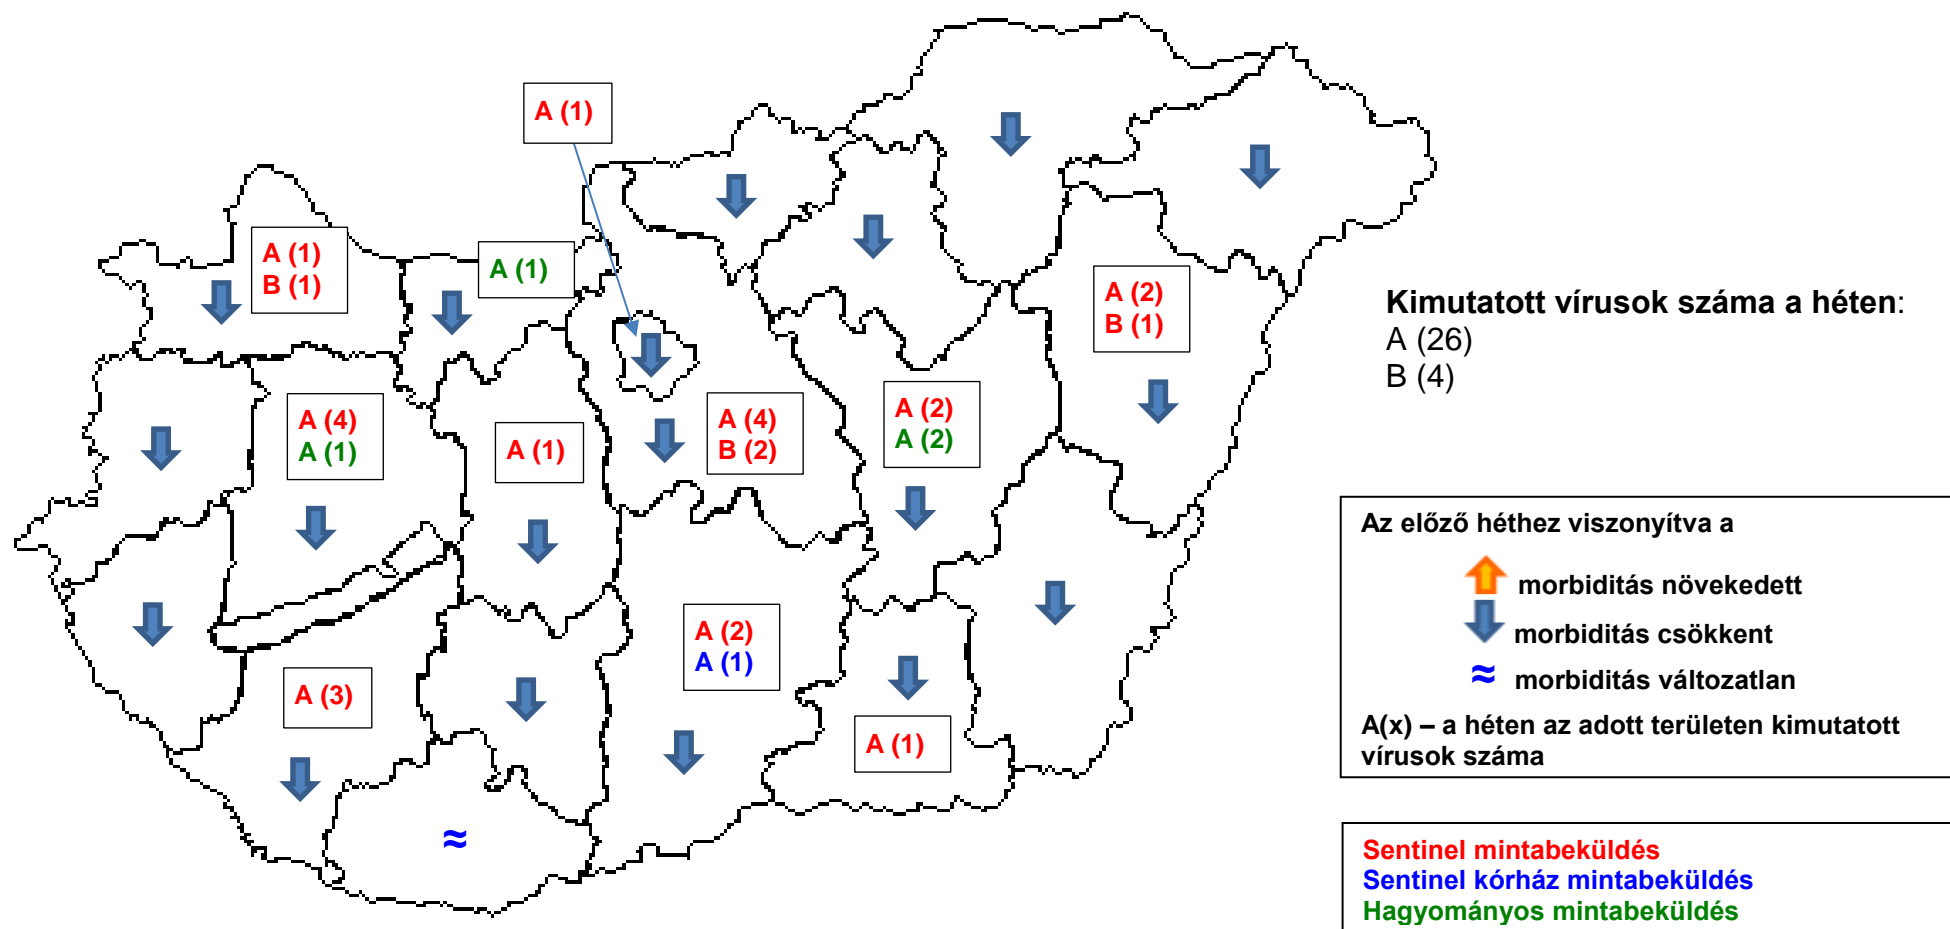 A (1)
A (1)
B (1)
A (1)
A (2)
B (1)
Kimutatott vírusok száma a héten:
A (26)
B (4)
A (4)
A (1)
A (1)
A (4)
B (2)
A (2)
A (2)
A (2)
A (1)
A (3)
A (1)
≈
Az előző héthez viszonyítva a
morbiditás növekedett
morbiditás csökkent
≈ morbiditás változatlan
A(x) – a héten az adott területen kimutatott
vírusok száma
Sentinel mintabeküldés
Sentinel kórház mintabeküldés
Hagyományos mintabeküldés